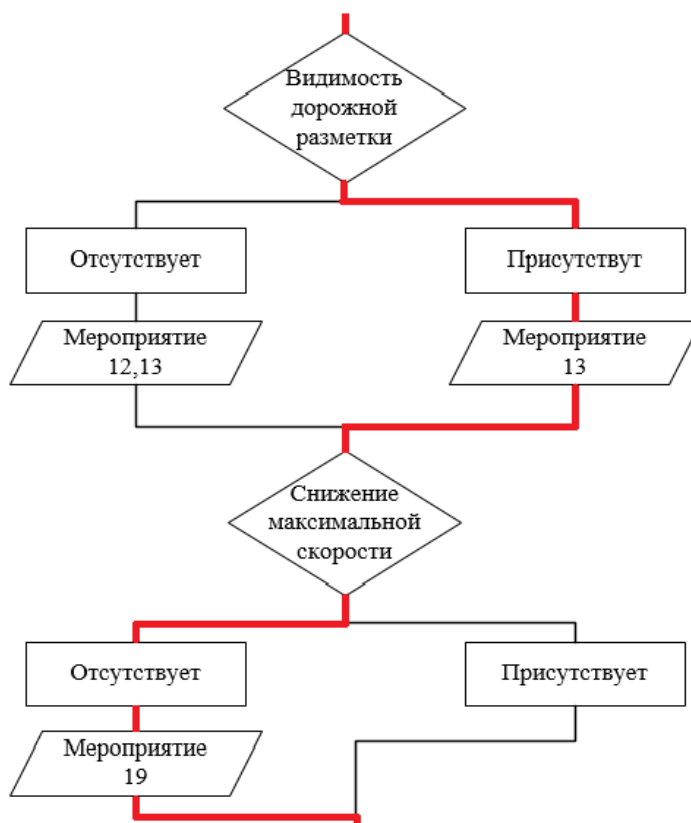 Видимость
дорожной
разметки
Отсутствует
Присутствут
Мероприятие
12,13
Мероприятие
13
Снижение
максимальной
скорости
Отсутствует
Присутствует
Мероприятие
19